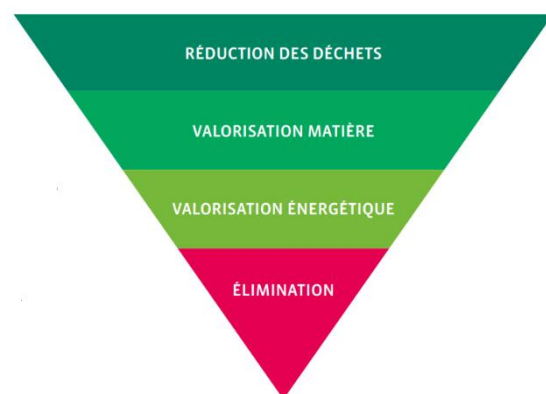 RÉDUCTION DES DÉCHETS
VALORISATION MATIÈRE
VALORISATION ÉNERGÉTIQUE
ÉLIMINATION